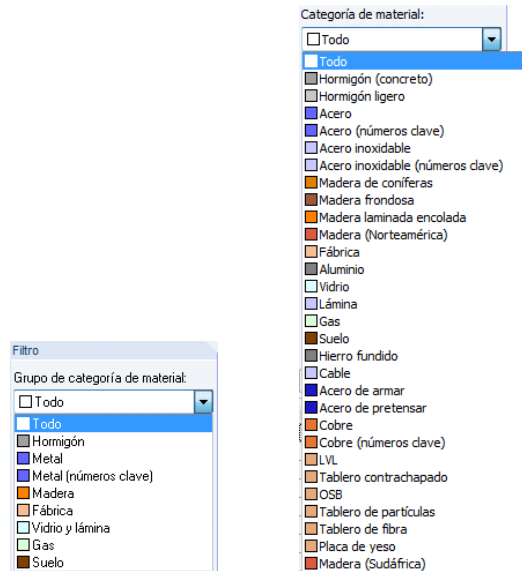 Categoría de material:
Todo
Todo
Hormigón (concreto)
Hormigón ligero
Acero
Acero (números clave)
Acero inoxidable
Acero inoxidable (números clave)
Madera de coníferas
Madera frondosa
Madera laminada encolada
Madera (Norteamérica)
Fábrica
Aluminio
Vidrio
Lámina
Gas
Suelo
Hierro fundido
Cable
Acero de armar
Acero de pretensar
Cobre
Cobre (números clave)
LVL
Tablero contrachapado
OSB
Tablero de partículas
Tablero de fibra
Placa de yeso
Madera (Sudáfrica)
Filtro
Grupo de categoría de material:
Todo
Todo
Hormigón
Metal
Metal (números clave)
Madera
Fábrica
Vidrio y lámina
Gas
Suelo